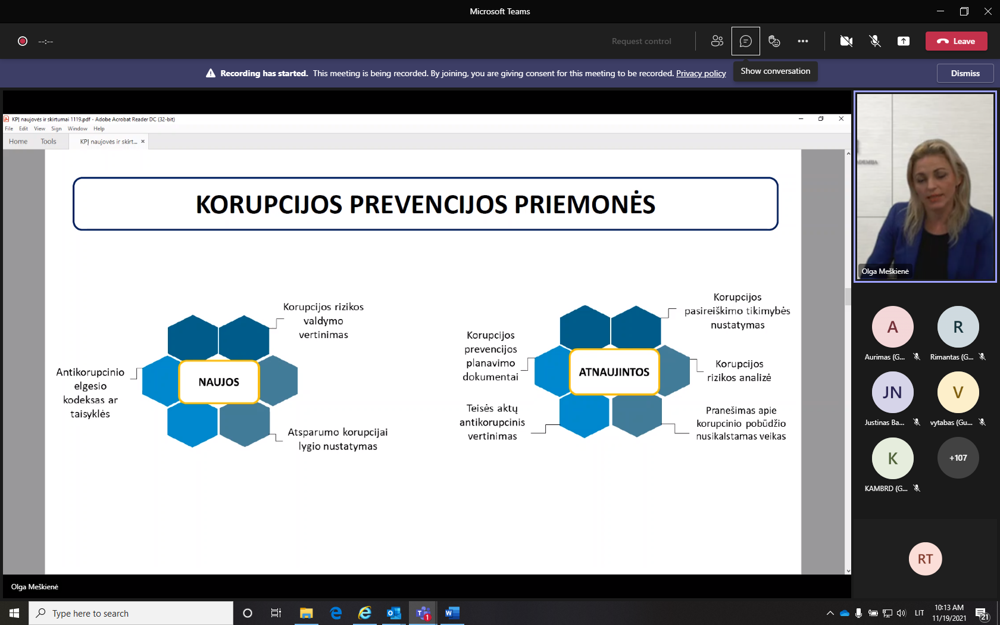 Microsoft Teams
--:--
Request control
Leave
Recording has started. This meeting is being recorded. By joining, you are giving consent for this meeting to be recorded. Privacy policy
Show conversation
Dismiss
KPĮ naujovės ir skirtumai 1119.pdf - Adobe Acrobat Reader DC (32-bit)
File Edit View Sign Window Help
Home Tools KPĮ naujovės ir skirt...
KORUPCIJOS PREVENCIJOS PRIEMONĖS
Korupcijos rizikos
valdymo
vertinimas
Antikorupcinio
elgesio
kodeksas ar
taisyklės
NAUJOS
Atsparumo korupcijai
lygio nustatymas
Korupcijos
pasireiškimo tikimybės
nustatymas
Korupcijos
prevencijos
planavimo
dokumentai
ATNAUJINTOS
Korupcijos
rizikos analizė
Teisės aktų
antikorupcinis
vertinimas
Pranešimas apie
korupcinio pobūdžio
nusikalstamas veikas
Olga Meškienė
A
R
Aurimas (G...
Rimantas (G...
JN
V
Justinas Ba...
vytabas (Gu...
K
+107
KAMBRD (G...
RT
Olga Meškienė
Type here to search
LIT
10:13 AM
11/19/2021
1
21